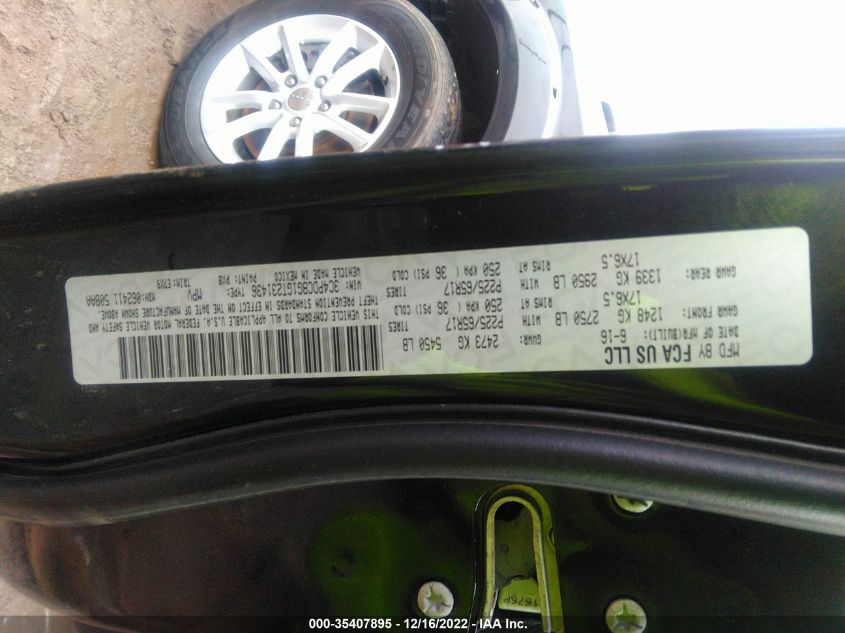 MFD BY FCA US LLC
DATE OF MFR(BUILT): 6-16
GVWR: 2473 KG 5450 LB
GAWR FRONT: 1248 KG 2750 LB
WITH P225/65R17 TIRES
17X6.5 RIMS AT 250 KPA ( 36 PSI) COLD
GAWR REAR: 1339 KG 2950 LB
WITH P225/65R17 TIRES
17X6.5 RIMS AT 250 KPA ( 36 PSI) COLD
THIS VEHICLE CONFORMS TO ALL APPLICABLE U.S.A. FEDERAL MOTOR VEHICLE SAFETY AND
THEFT PREVENTION STANDARDS IN EFFECT ON THE DATE OF MANUFACTURE SHOWN ABOVE.
VIN: 3C4PDCBG1GT231436 TYPE: MPV MDH: 062411 508AA
VEHICLE MADE IN MEXICO PAINT: PXB TRIM: E7X9
GOODYEAR
000-35407895 - 12/16/2022 - IAA Inc.